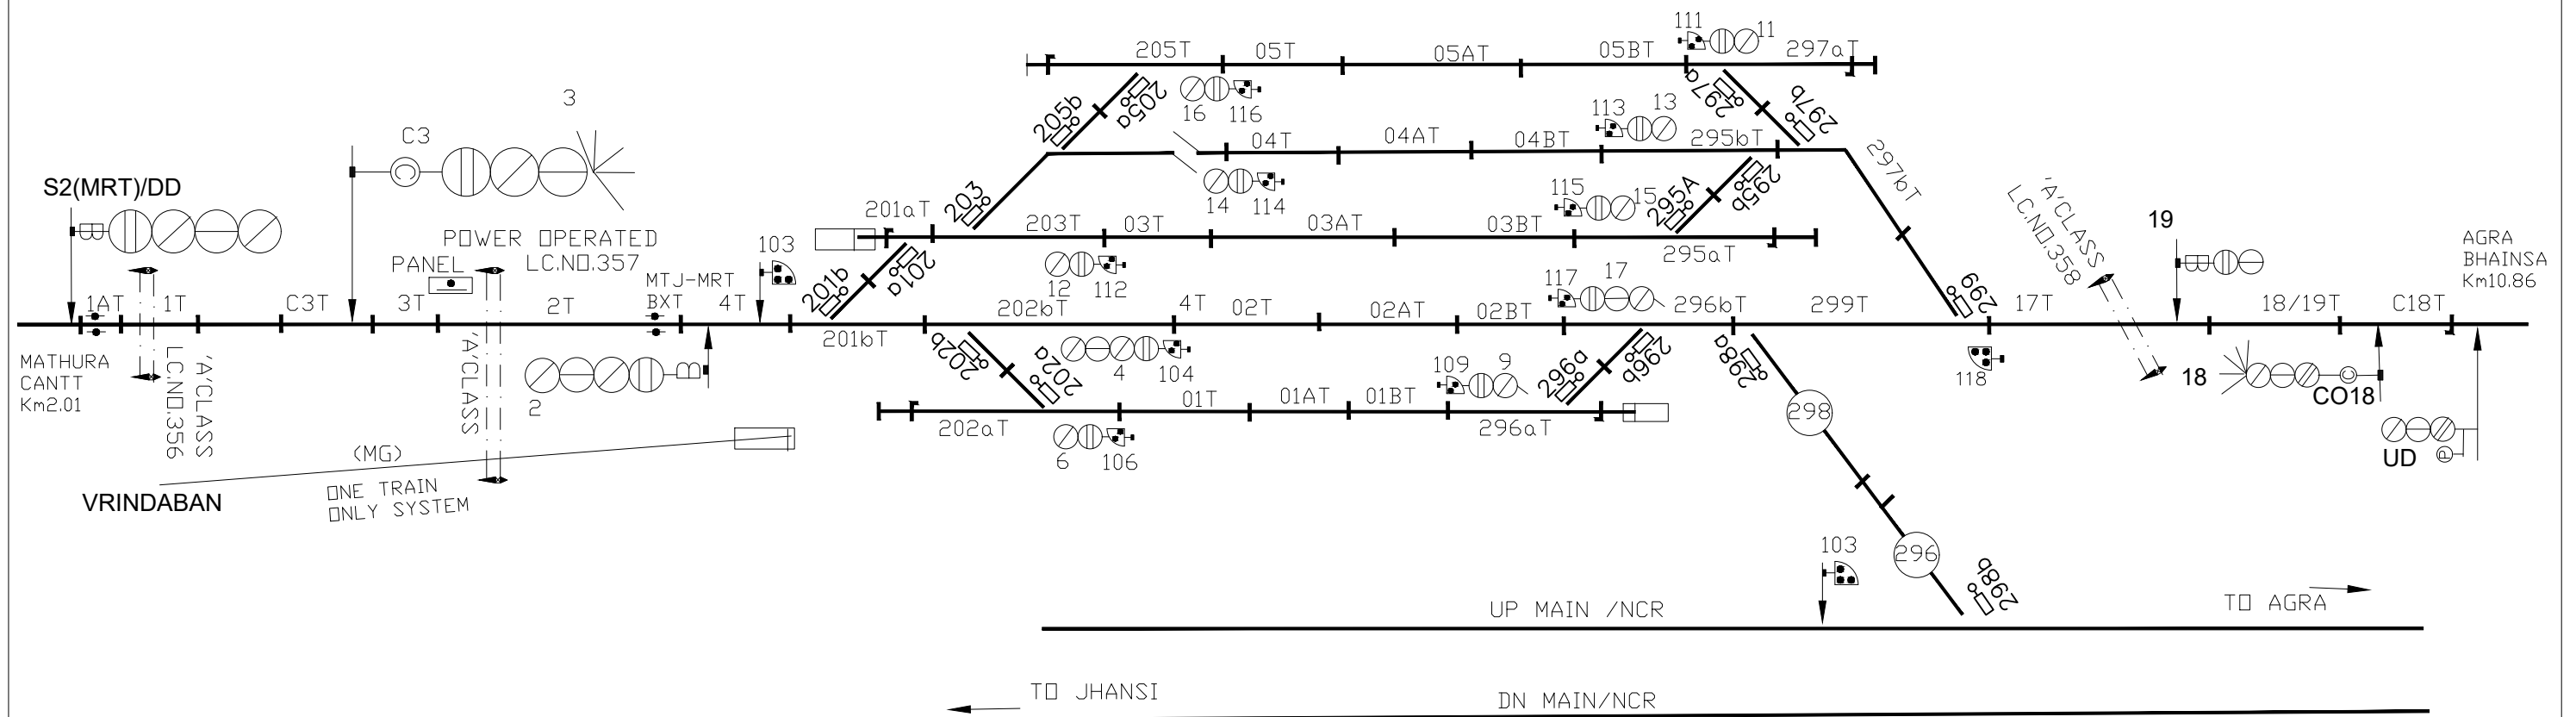 205T
05T
05AT
05BT
111
11
297aT
3
C3
S2(MRT)/DD
POWER OPERATED
LC.NO.357
PANEL
MTJ-MRT
BXT
103
205b
205a
16
116
297a
297b
113
13
04T
04AT
04BT
295bT
297bT
203
14
114
115
15
295A
295b
201aT
203T
03T
03AT
03BT
295aT
'A'CLASS
LC.NO.358
19
AGRA
BHAINSA
Km10.86
1AT
1T
C3T
3T
2T
4T
201b
201a
12
112
117
17
201bT
202bT
4T
02T
02AT
02BT
296bT
299T
299
17T
18/19T
C18T
MATHURA
CANTT
Km2.01
LC.NO.356
'A'CLASS
'A'CLASS
2
202b
202a
4
104
109
9
296a
296b
298a
118
18
CO18
UD
P
B
B
B
C
C
202aT
01T
01AT
01BT
296aT
298
6
106
(MG)
VRINDABAN
ONE TRAIN
ONLY SYSTEM
296
298b
103
UP MAIN /NCR
TO AGRA
TO JHANSI
DN MAIN/NCR